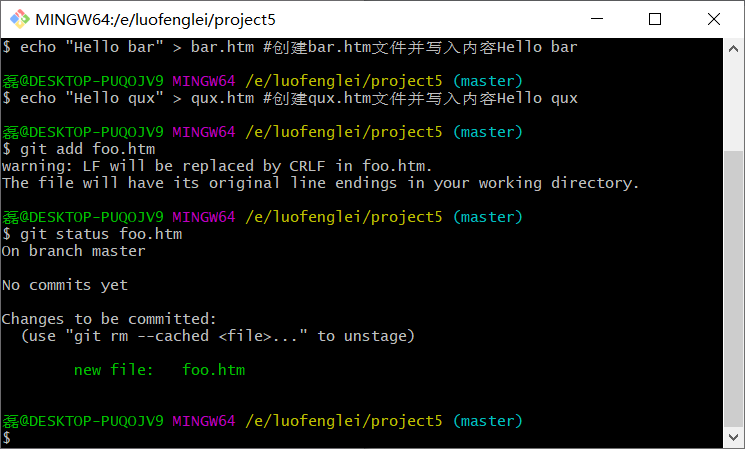 MINGW64:/e/luofenglei/project5
$ echo "Hello bar" > bar.htm #创建bar.htm文件并写入内容Hello bar
磊@DESKTOP-PUQOJV9 MINGW64 /e/luofenglei/project5 (master)
$ echo "Hello qux" > qux.htm #创建qux.htm文件并写入内容Hello qux
磊@DESKTOP-PUQOJV9 MINGW64 /e/luofenglei/project5 (master)
$ git add foo.htm
warning: LF will be replaced by CRLF in foo.htm.
The file will have its original line endings in your working directory.
磊@DESKTOP-PUQOJV9 MINGW64 /e/luofenglei/project5 (master)
$ git status foo.htm
On branch master
No commits yet
Changes to be committed:
  (use "git rm --cached <file>..." to unstage)
        new file:   foo.htm
磊@DESKTOP-PUQOJV9 MINGW64 /e/luofenglei/project5 (master)
$